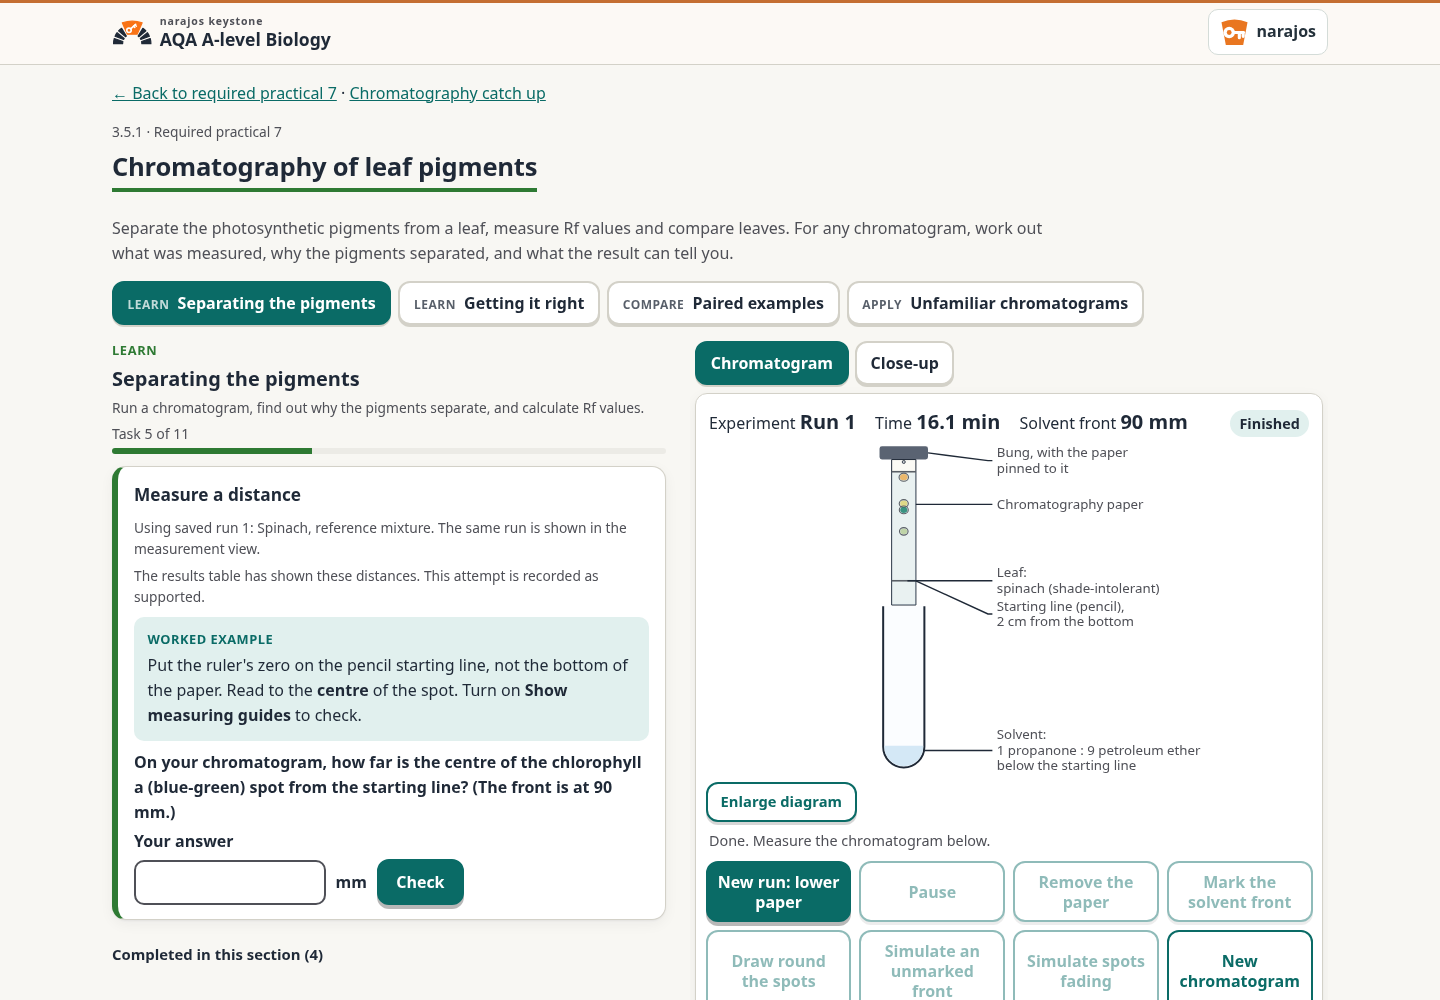 narajos keystone
AQA A-level Biology
narajos
← Back to required practical 7 · Chromatography catch up
3.5.1 · Required practical 7
Chromatography of leaf pigments
Separate the photosynthetic pigments from a leaf, measure Rf values and compare leaves. For any chromatogram, work out
what was measured, why the pigments separated, and what the result can tell you.
LEARN Separating the pigments
LEARN Getting it right
COMPARE Paired examples
APPLY Unfamiliar chromatograms
LEARN
Separating the pigments
Run a chromatogram, find out why the pigments separate, and calculate Rf values.
Task 5 of 11
Measure a distance
Using saved run 1: Spinach, reference mixture. The same run is shown in the
measurement view.
The results table has shown these distances. This attempt is recorded as
supported.
WORKED EXAMPLE
Put the ruler's zero on the pencil starting line, not the bottom of
the paper. Read to the centre of the spot. Turn on Show
measuring guides to check.
On your chromatogram, how far is the centre of the chlorophyll
a (blue-green) spot from the starting line? (The front is at 90
mm.)
Your answer
mm
Check
Completed in this section (4)
Chromatogram
Close-up
Experiment Run 1 Time 16.1 min Solvent front 90 mm
Finished
Bung, with the paper
pinned to it
Chromatography paper
Leaf:
spinach (shade-intolerant)
Starting line (pencil),
2 cm from the bottom
Solvent:
1 propanone : 9 petroleum ether
below the starting line
Enlarge diagram
Done. Measure the chromatogram below.
New run: lower
paper
Pause
Remove the
paper
Mark the
solvent front
Draw round
the spots
Simulate an
unmarked
front
Simulate spots
fading
New
chromatogram